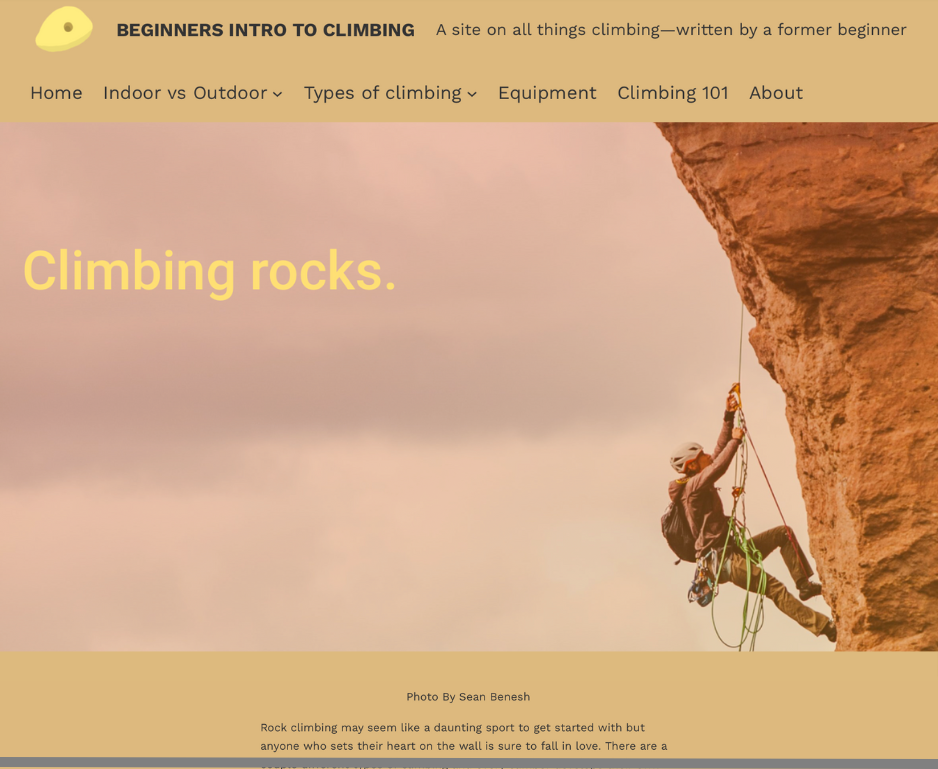 BEGINNERS INTRO TO CLIMBING A site on all things climbing—written by a former beginner
Home Indoor vs Outdoor Types of climbing Equipment Climbing 101 About
Climbing rocks.
Photo By Sean Benesh
Rock climbing may seem like a daunting sport to get started with but
anyone who sets their heart on the wall is sure to fall in love. There are a